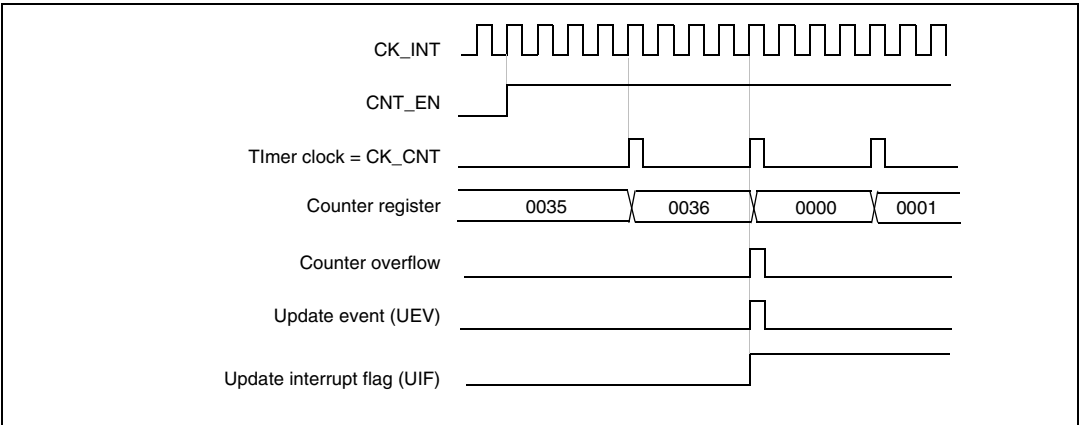 CK_INT
CNT_EN
TImer clock = CK_CNT
Counter register 0035 0036 0000 0001
Counter overflow
Update event (UEV)
Update interrupt flag (UIF)